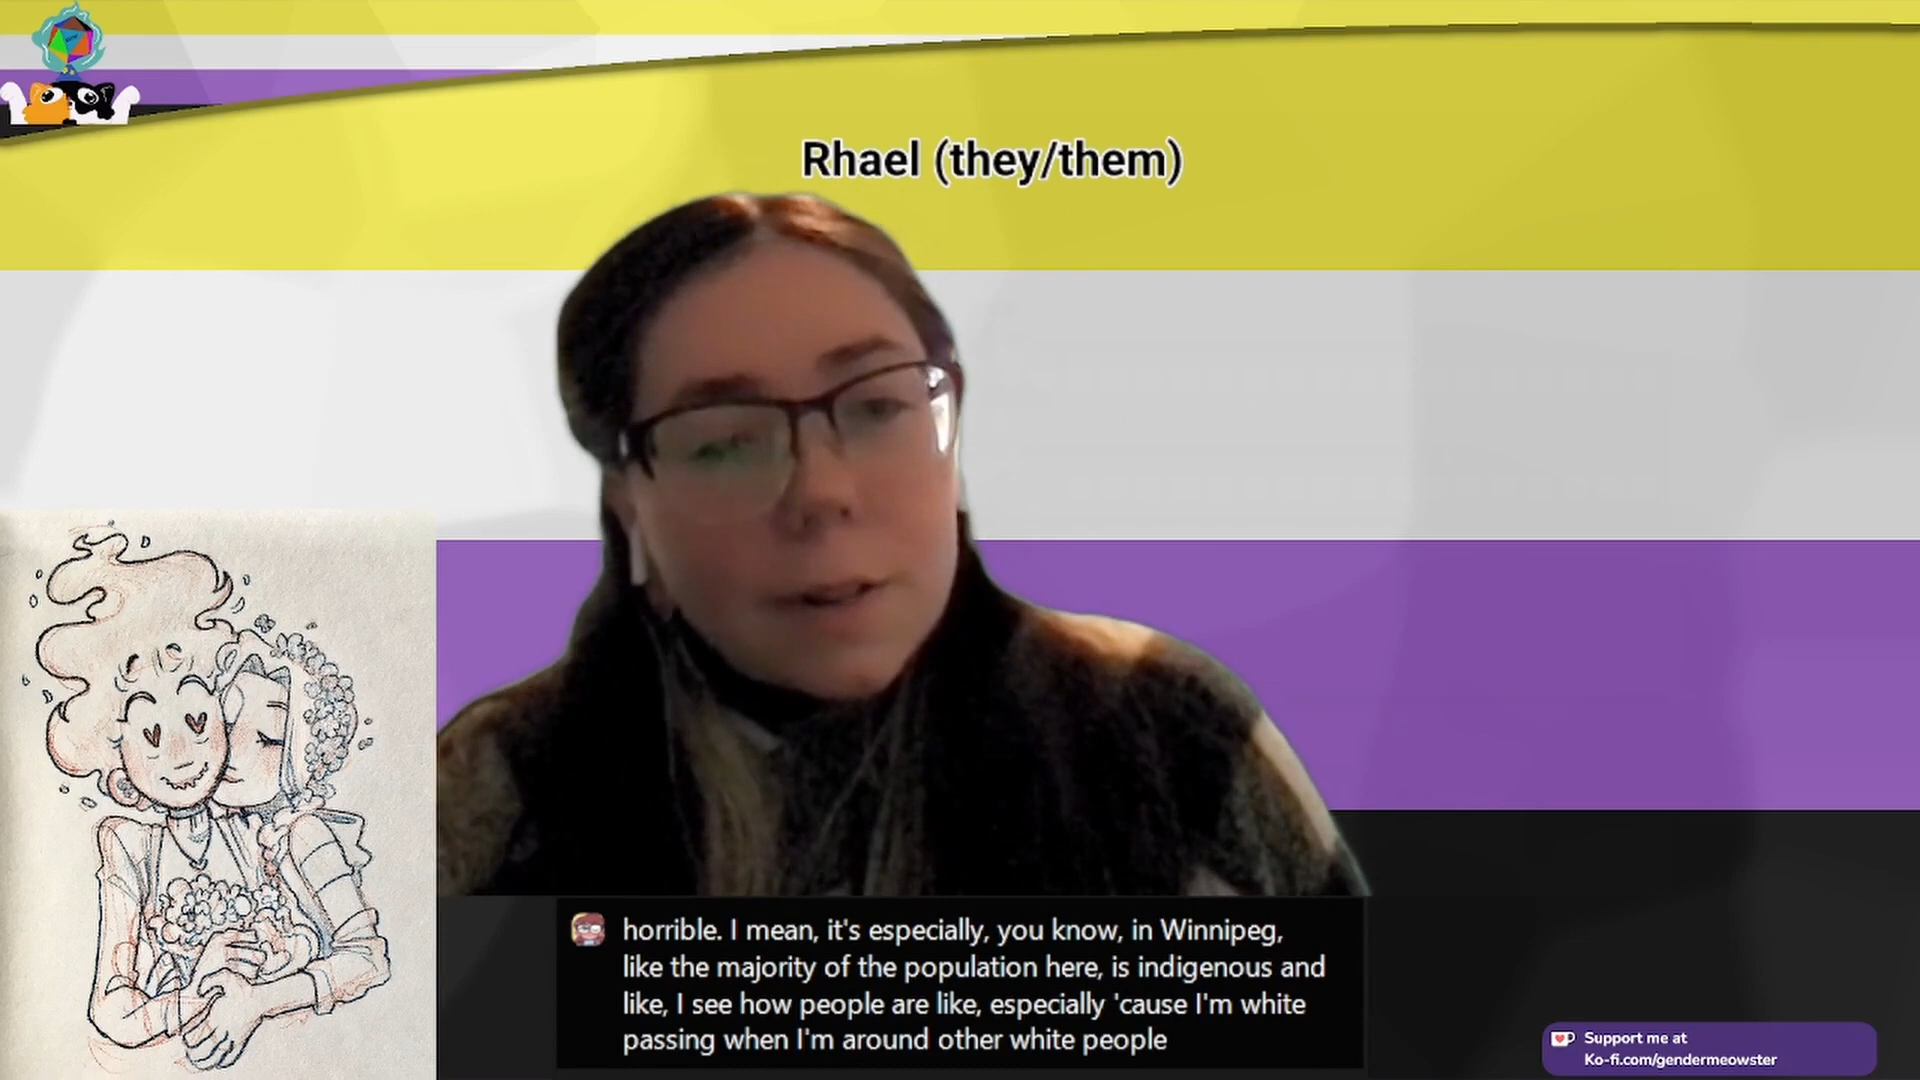 Rhael (they/them)
horrible. I mean, it's especially, you know, in Winnipeg,
like the majority of the population here, is indigenous and
like, I see how people are like, especially 'cause I'm white
passing when I'm around other white people
Support me at
Ko-fi.com/gendermeowster